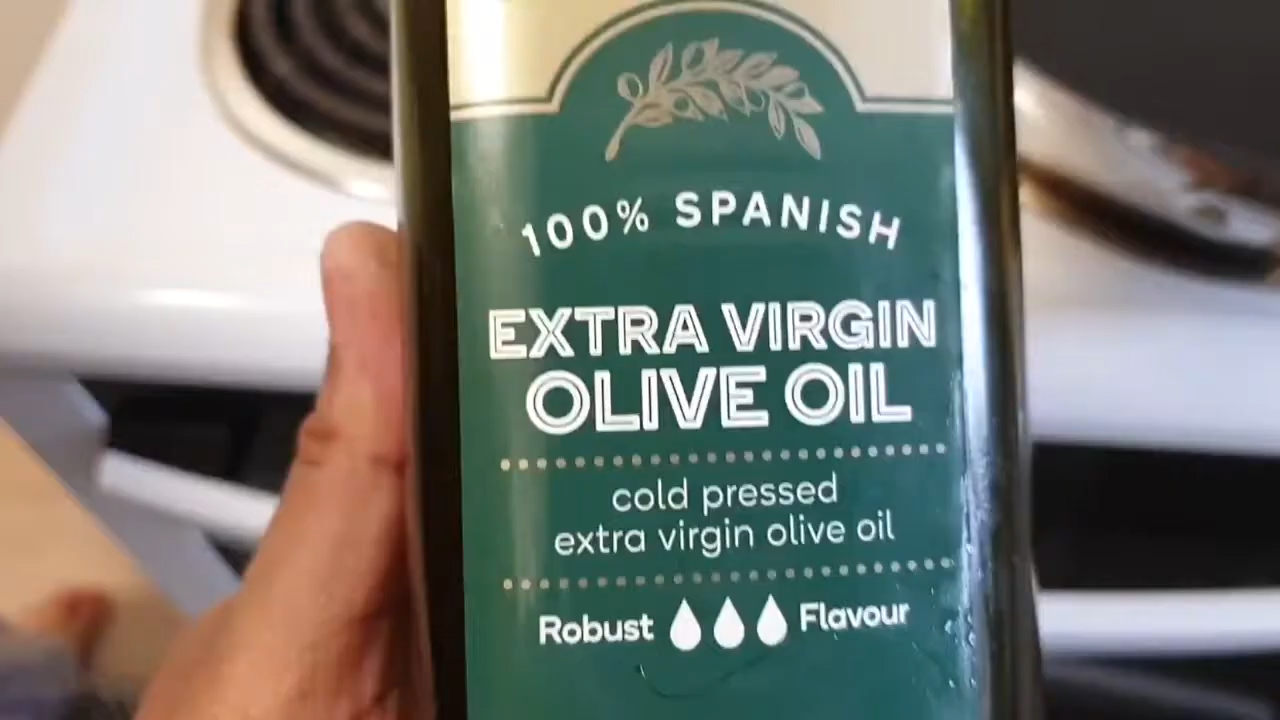 100% SPANISH
EXTRA VIRGIN
OLIVE OIL
cold pressed
extra virgin olive oil
Robust Flavour